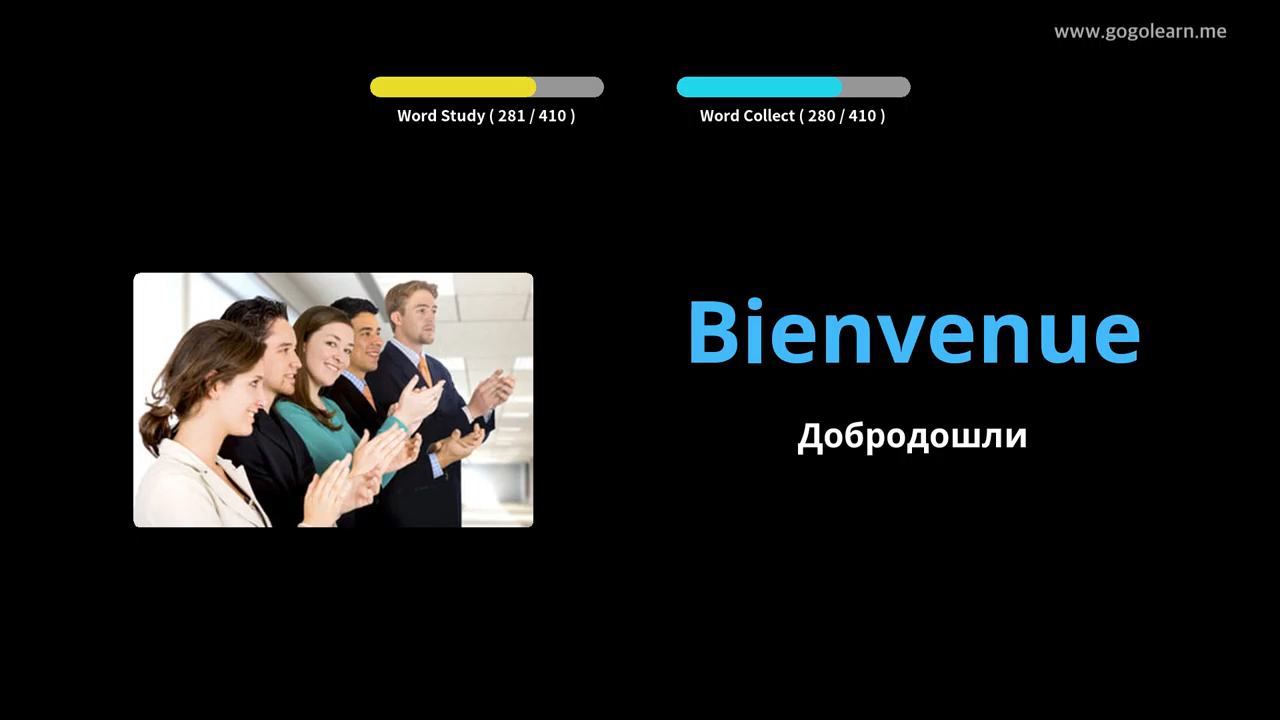 www.gogolearn.me
Word Study ( 281 / 410 )
Word Collect ( 280 / 410 )
Bienvenue
Добродошли